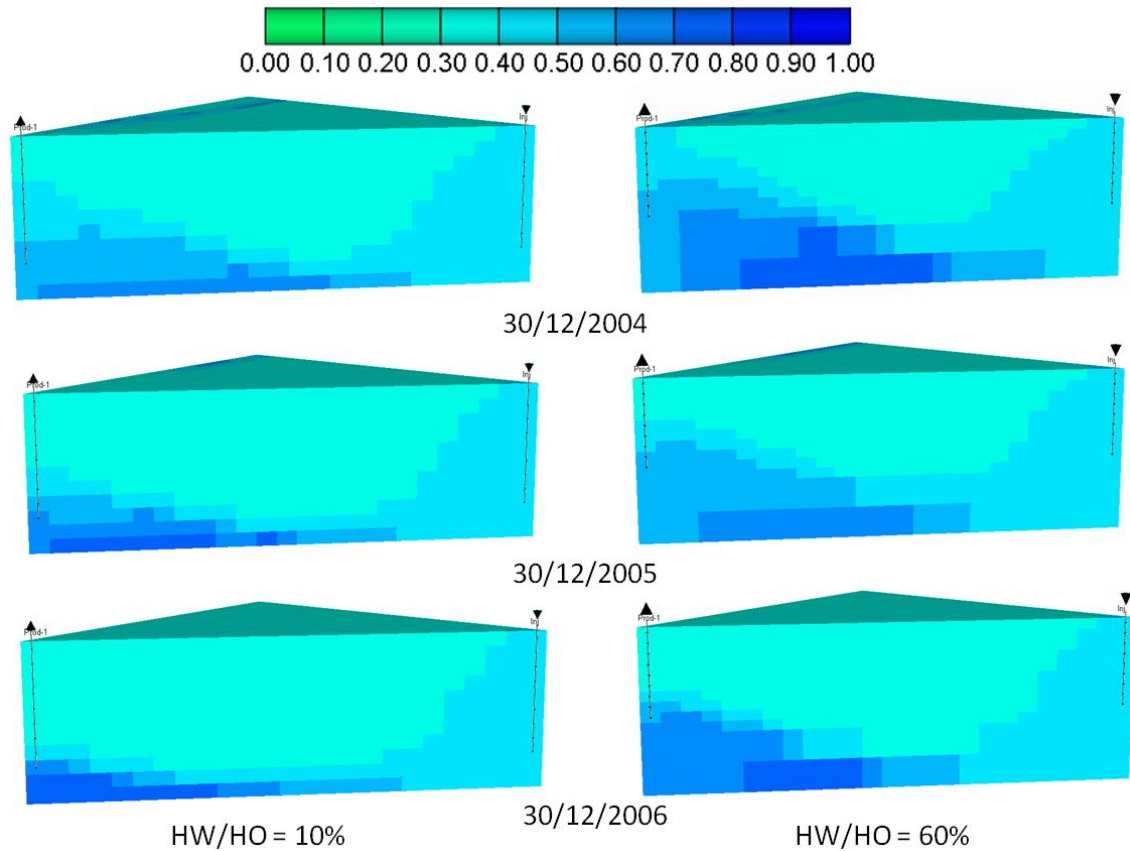 0.00 0.10 0.20 0.30 0.40 0.50 0.60 0.70 0.80 0.90 1.00
Prod-1 Inj Prod-1 Inj
30/12/2004
Prod-1 Inj Prod-1 Inj
30/12/2005
Prod-1 Inj Prod-1 Inj
30/12/2006
HW/HO = 10% HW/HO = 60%